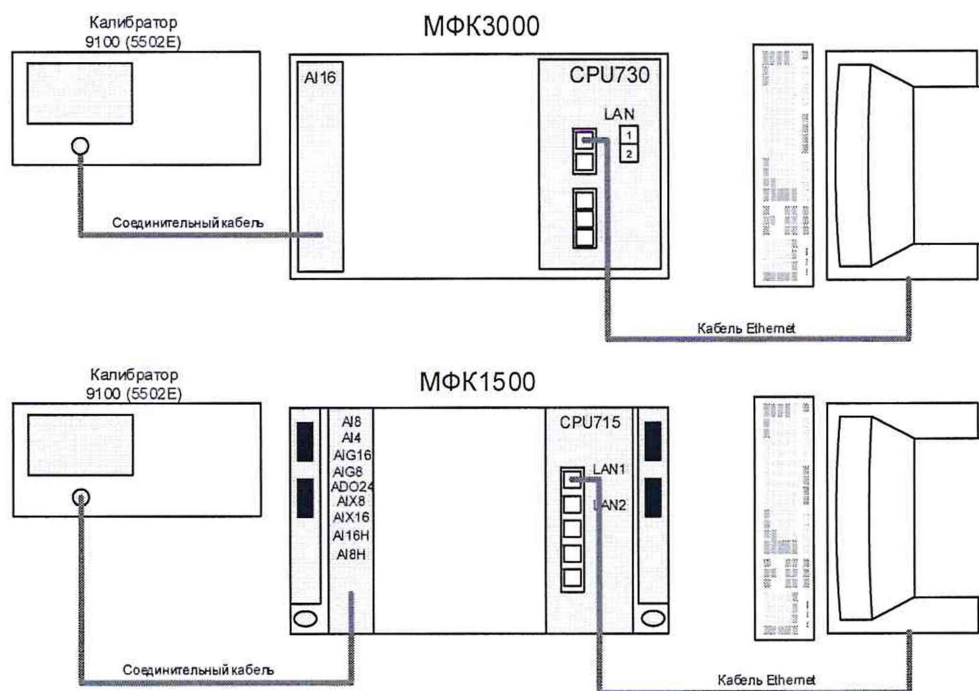 Калибратор
9100 (5502E)
МФК3000
AI16
CPU730
LAN
1
2
Соединительный кабель
Кабель Ethernet
Калибратор
9100 (5502E)
МФК1500
AI8
AI4
AIG16
AIG8
ADO24
AIX8
AIX16
AI16H
AI8H
CPU715
LAN1
LAN2
Соединительный кабель
Кабель Ethernet